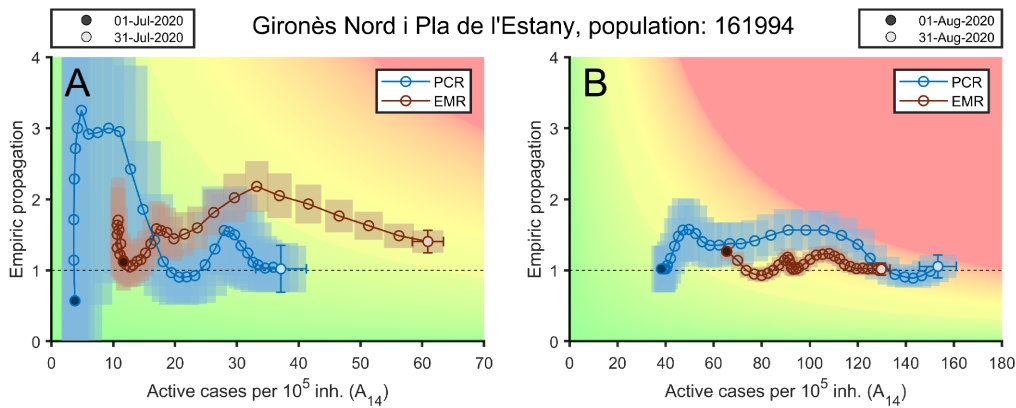 01-Jul-2020
31-Jul-2020
Gironès Nord i Pla de l'Estany, population: 161994
01-Aug-2020
31-Aug-2020
A
PCR
EMR
Empiric propagation
4
3
2
1
0
0 10 20 30 40 50 60 70
Active cases per 10⁵ inh. (A₁₄)
B
PCR
EMR
Empiric propagation
4
3
2
1
0
0 20 40 60 80 100 120 140 160 180
Active cases per 10⁵ inh. (A₁₄)